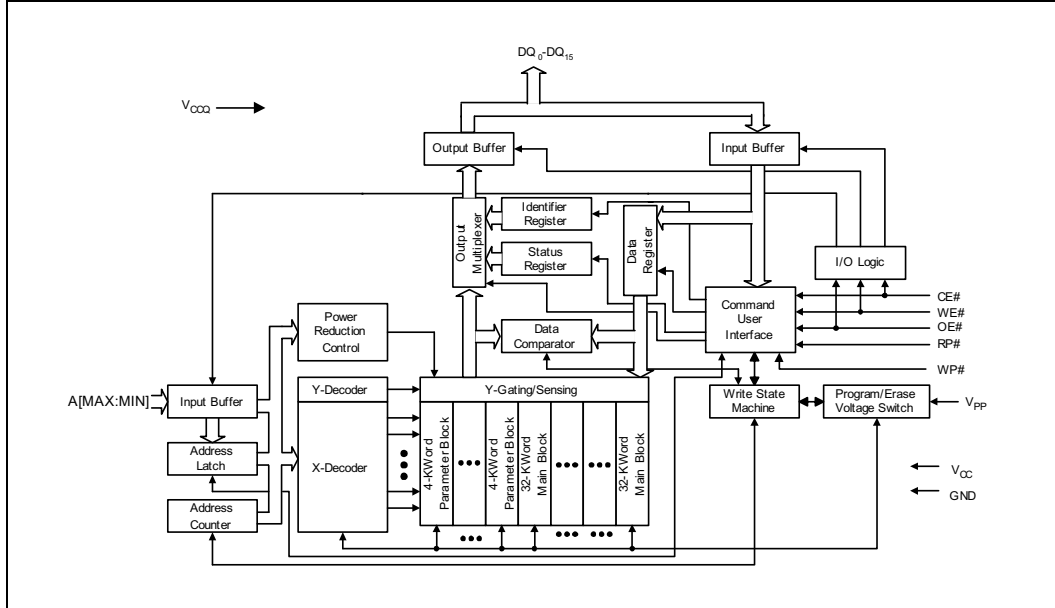 DQ0-DQ15
VCCQ
Output Buffer
Input Buffer
Output
Multiplexer
Identifier
Register
Status
Register
Data
Register
I/O Logic
Command
User
Interface
CE#
WE#
OE#
RP#
WP#
Power
Reduction
Control
Data
Comparator
A[MAX:MIN]
Input Buffer
Y-Decoder
Y-Gating/Sensing
Write State
Machine
Program/Erase
Voltage Switch
VPP
Address
Latch
X-Decoder
4-KWord
Parameter Block
4-KWord
Parameter Block
32-KWord
Main Block
32-KWord
Main Block
VCC
GND
Address
Counter